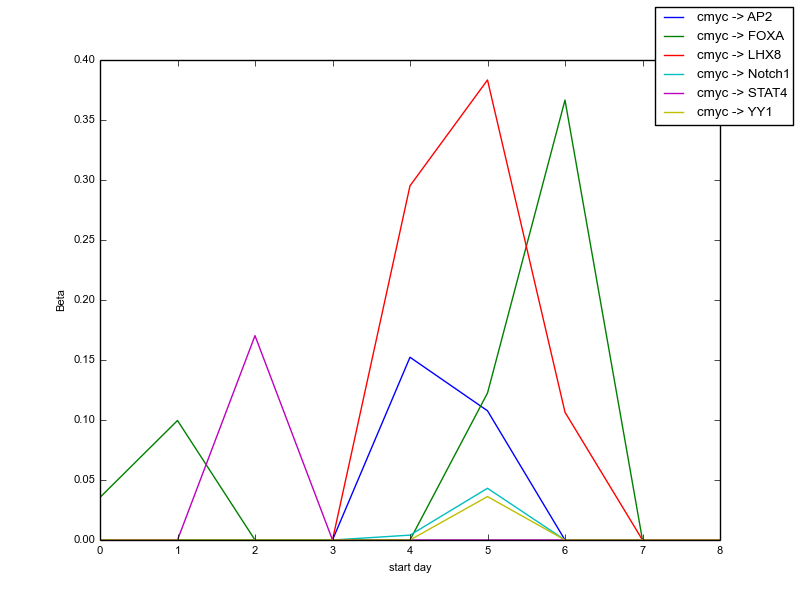 cmyc -> AP2
cmyc -> FOXA
cmyc -> LHX8
cmyc -> Notch1
cmyc -> STAT4
cmyc -> YY1
0.40
0.35
0.30
0.25
0.20
0.15
0.10
0.05
0.00
Beta
0 1 2 3 4 5 6 7 8
start day